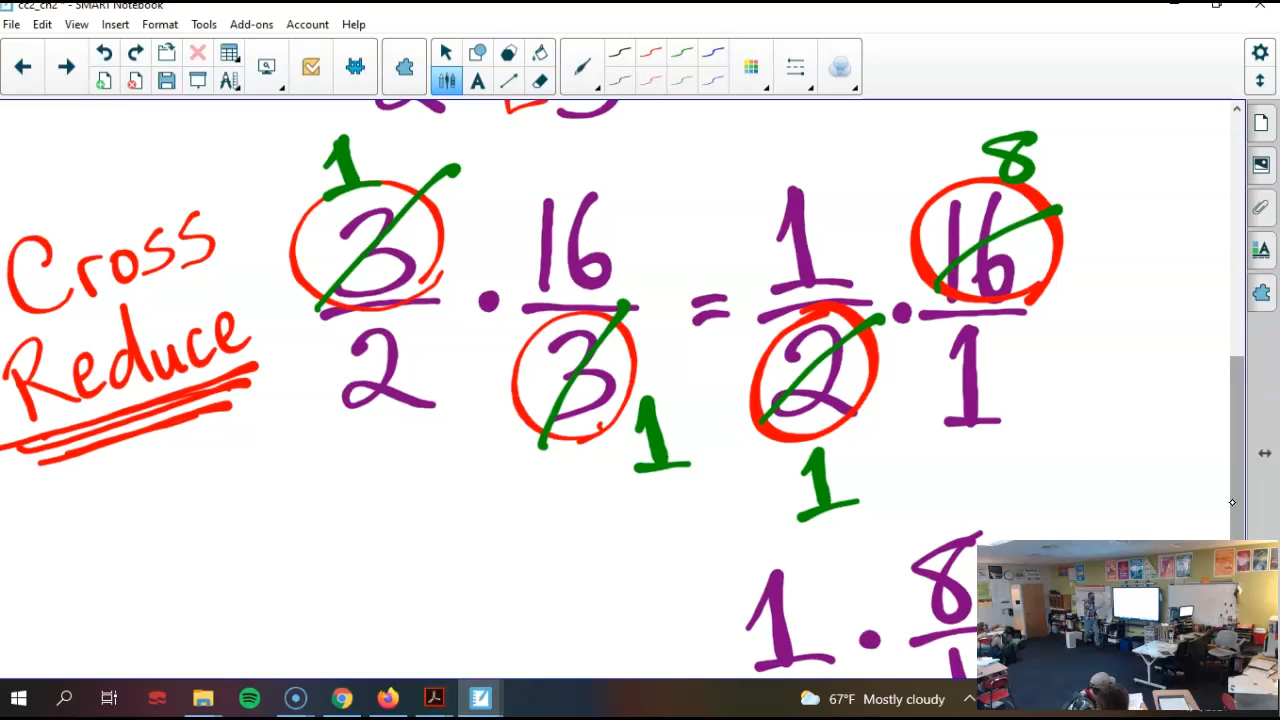 cc2_ch2 * - SMART Notebook
File Edit View Insert Format Tools Add-ons Account Help
Cross
Reduce
1
3
2
·
16
3
1
=
1
2
1
·
8
16
1
1 · 8
67°F Mostly cloudy